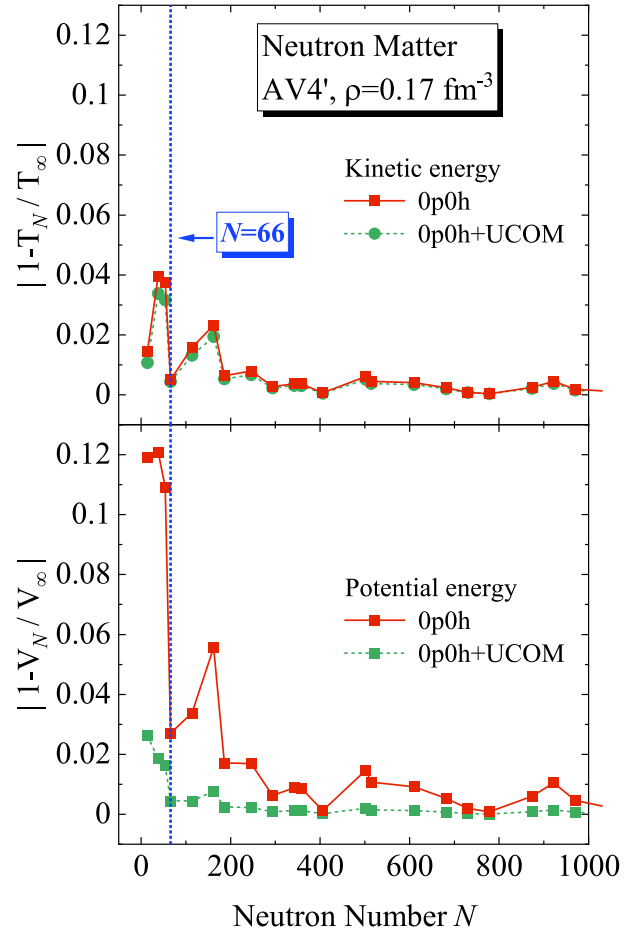 0.12
0.1
0.08
0.06
0.04
0.02
0
| 1-T_N / T_∞ |
Neutron Matter
AV4', ρ=0.17 fm⁻³
Kinetic energy
0p0h
0p0h+UCOM
N=66
0.12
0.1
0.08
0.06
0.04
0.02
0
| 1-V_N / V_∞ |
Potential energy
0p0h
0p0h+UCOM
0 200 400 600 800 1000
Neutron Number N